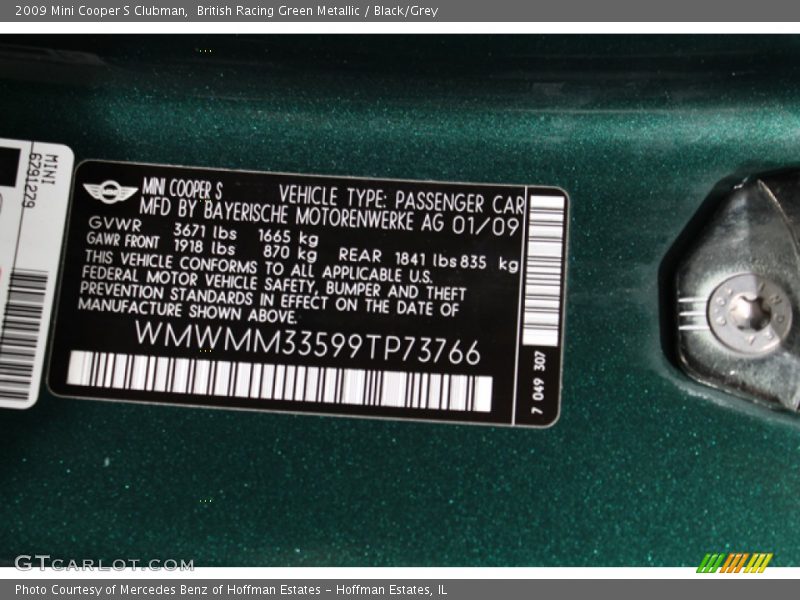 2009 Mini Cooper S Clubman,  British Racing Green Metallic / Black/Grey
MINI
6291229
MINI COOPER S
VEHICLE TYPE: PASSENGER CAR
MFD BY BAYERISCHE MOTORENWERKE AG 01/09
GVWR 3671 lbs 1665 kg
GAWR FRONT 1918 lbs 870 kg REAR 1841 lbs 835 kg
THIS VEHICLE CONFORMS TO ALL APPLICABLE U.S.
FEDERAL MOTOR VEHICLE SAFETY, BUMPER AND THEFT
PREVENTION STANDARDS IN EFFECT ON THE DATE OF
MANUFACTURE SHOWN ABOVE.
WMWMM33599TP73766
7 049 307
GTCARLOT.COM
Photo Courtesy of Mercedes Benz of Hoffman Estates - Hoffman Estates, IL